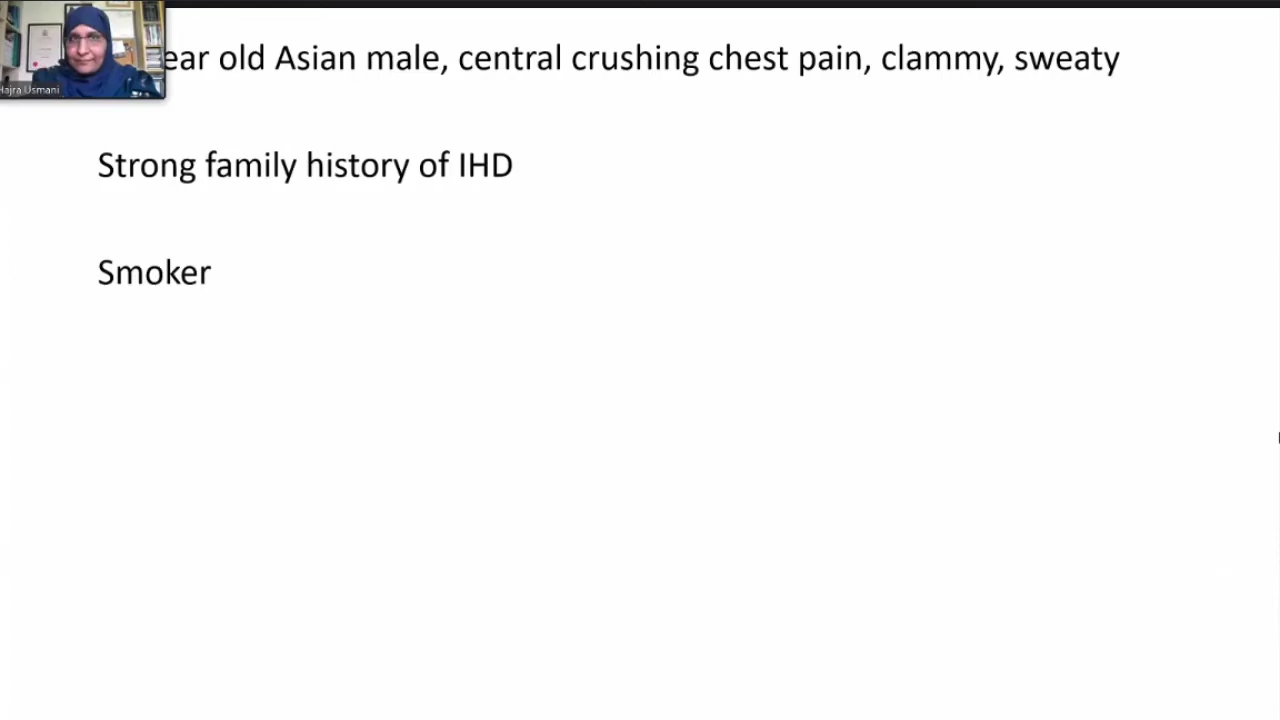 ear old Asian male, central crushing chest pain, clammy, sweaty
Hajra Usmani
Strong family history of IHD
Smoker